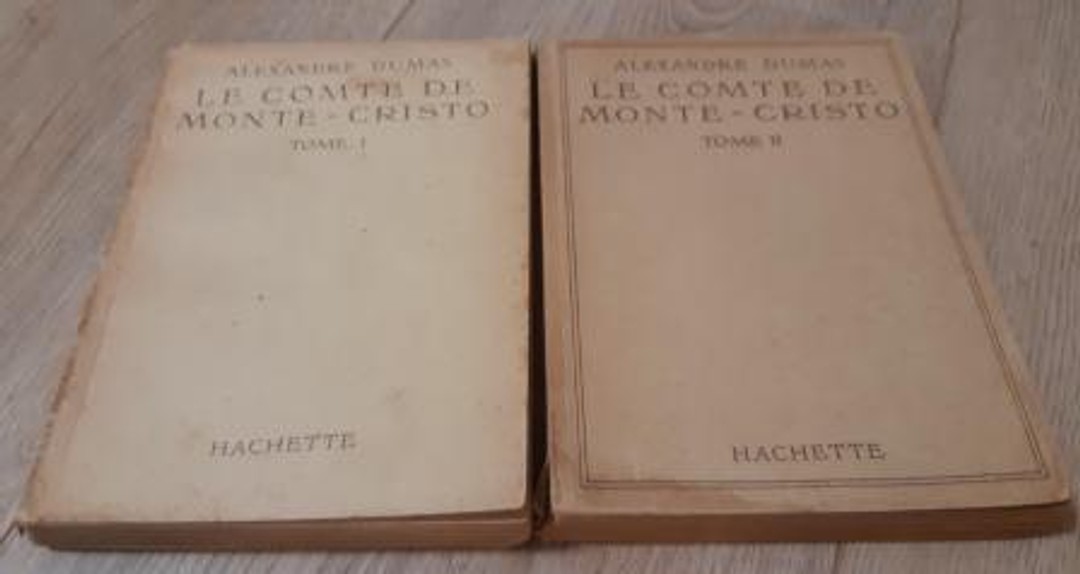 ALEXANDRE DUMAS
LE COMTE DE
MONTE-CRISTO
TOME I
HACHETTE
ALEXANDRE DUMAS
LE COMTE DE
MONTE-CRISTO
TOME II
HACHETTE